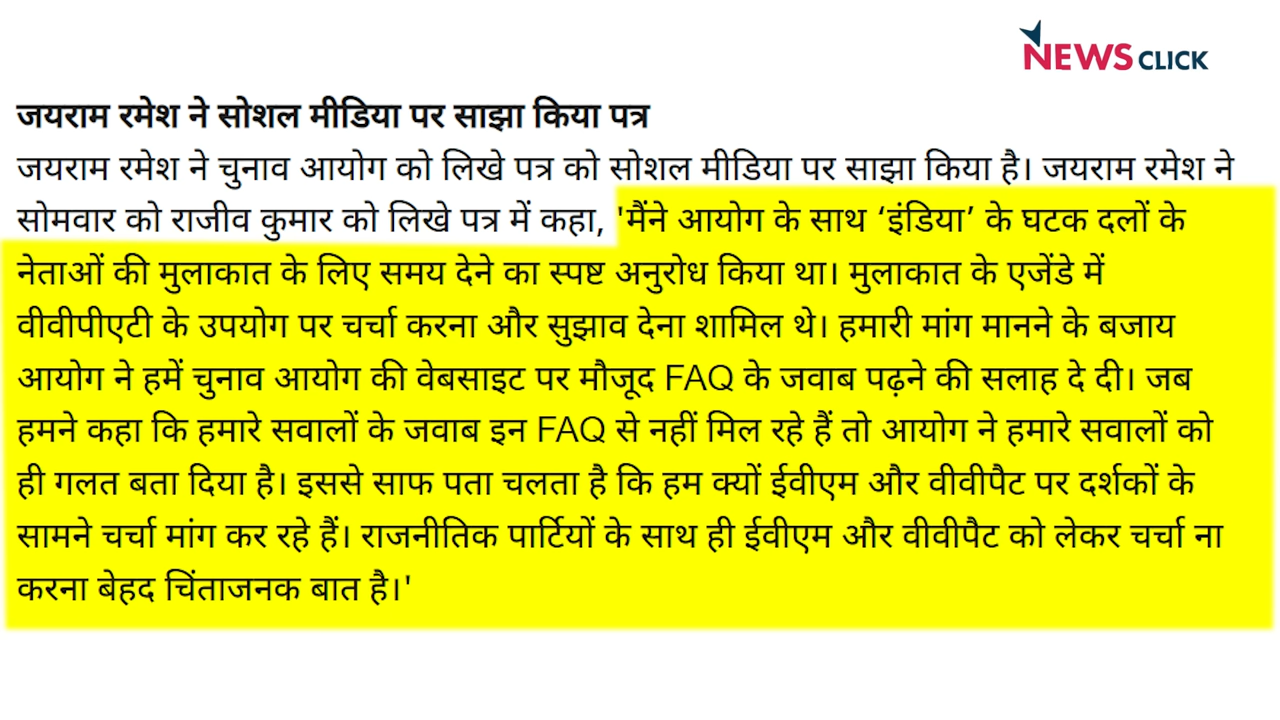 NEWS CLICK
जयराम रमेश ने सोशल मीडिया पर साझा किया पत्र
जयराम रमेश ने चुनाव आयोग को लिखे पत्र को सोशल मीडिया पर साझा किया है। जयराम रमेश ने
सोमवार को राजीव कुमार को लिखे पत्र में कहा, 'मैंने आयोग के साथ ‘इंडिया’ के घटक दलों के
नेताओं की मुलाकात के लिए समय देने का स्पष्ट अनुरोध किया था। मुलाकात के एजेंडे में
वीवीपीएटी के उपयोग पर चर्चा करना और सुझाव देना शामिल थे। हमारी मांग मानने के बजाय
आयोग ने हमें चुनाव आयोग की वेबसाइट पर मौजूद FAQ के जवाब पढ़ने की सलाह दे दी। जब
हमने कहा कि हमारे सवालों के जवाब इन FAQ से नहीं मिल रहे हैं तो आयोग ने हमारे सवालों को
ही गलत बता दिया है। इससे साफ पता चलता है कि हम क्यों ईवीएम और वीवीपैट पर दर्शकों के
सामने चर्चा मांग कर रहे हैं। राजनीतिक पार्टियों के साथ ही ईवीएम और वीवीपैट को लेकर चर्चा ना
करना बेहद चिंताजनक बात है।'